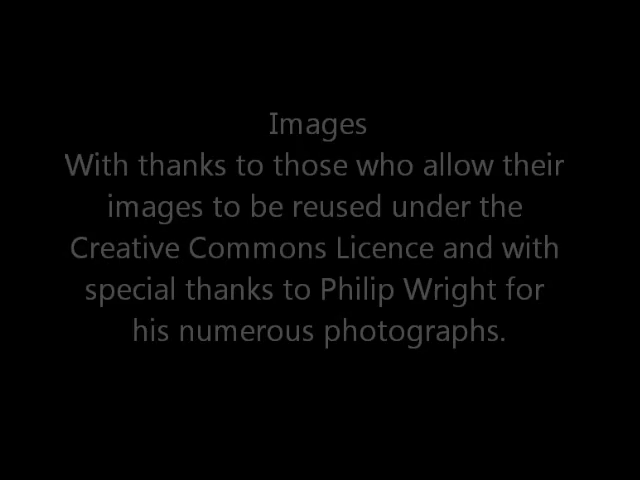 Images
With thanks to those who allow their
images to be reused under the
Creative Commons Licence and with
special thanks to Philip Wright for
his numerous photographs.